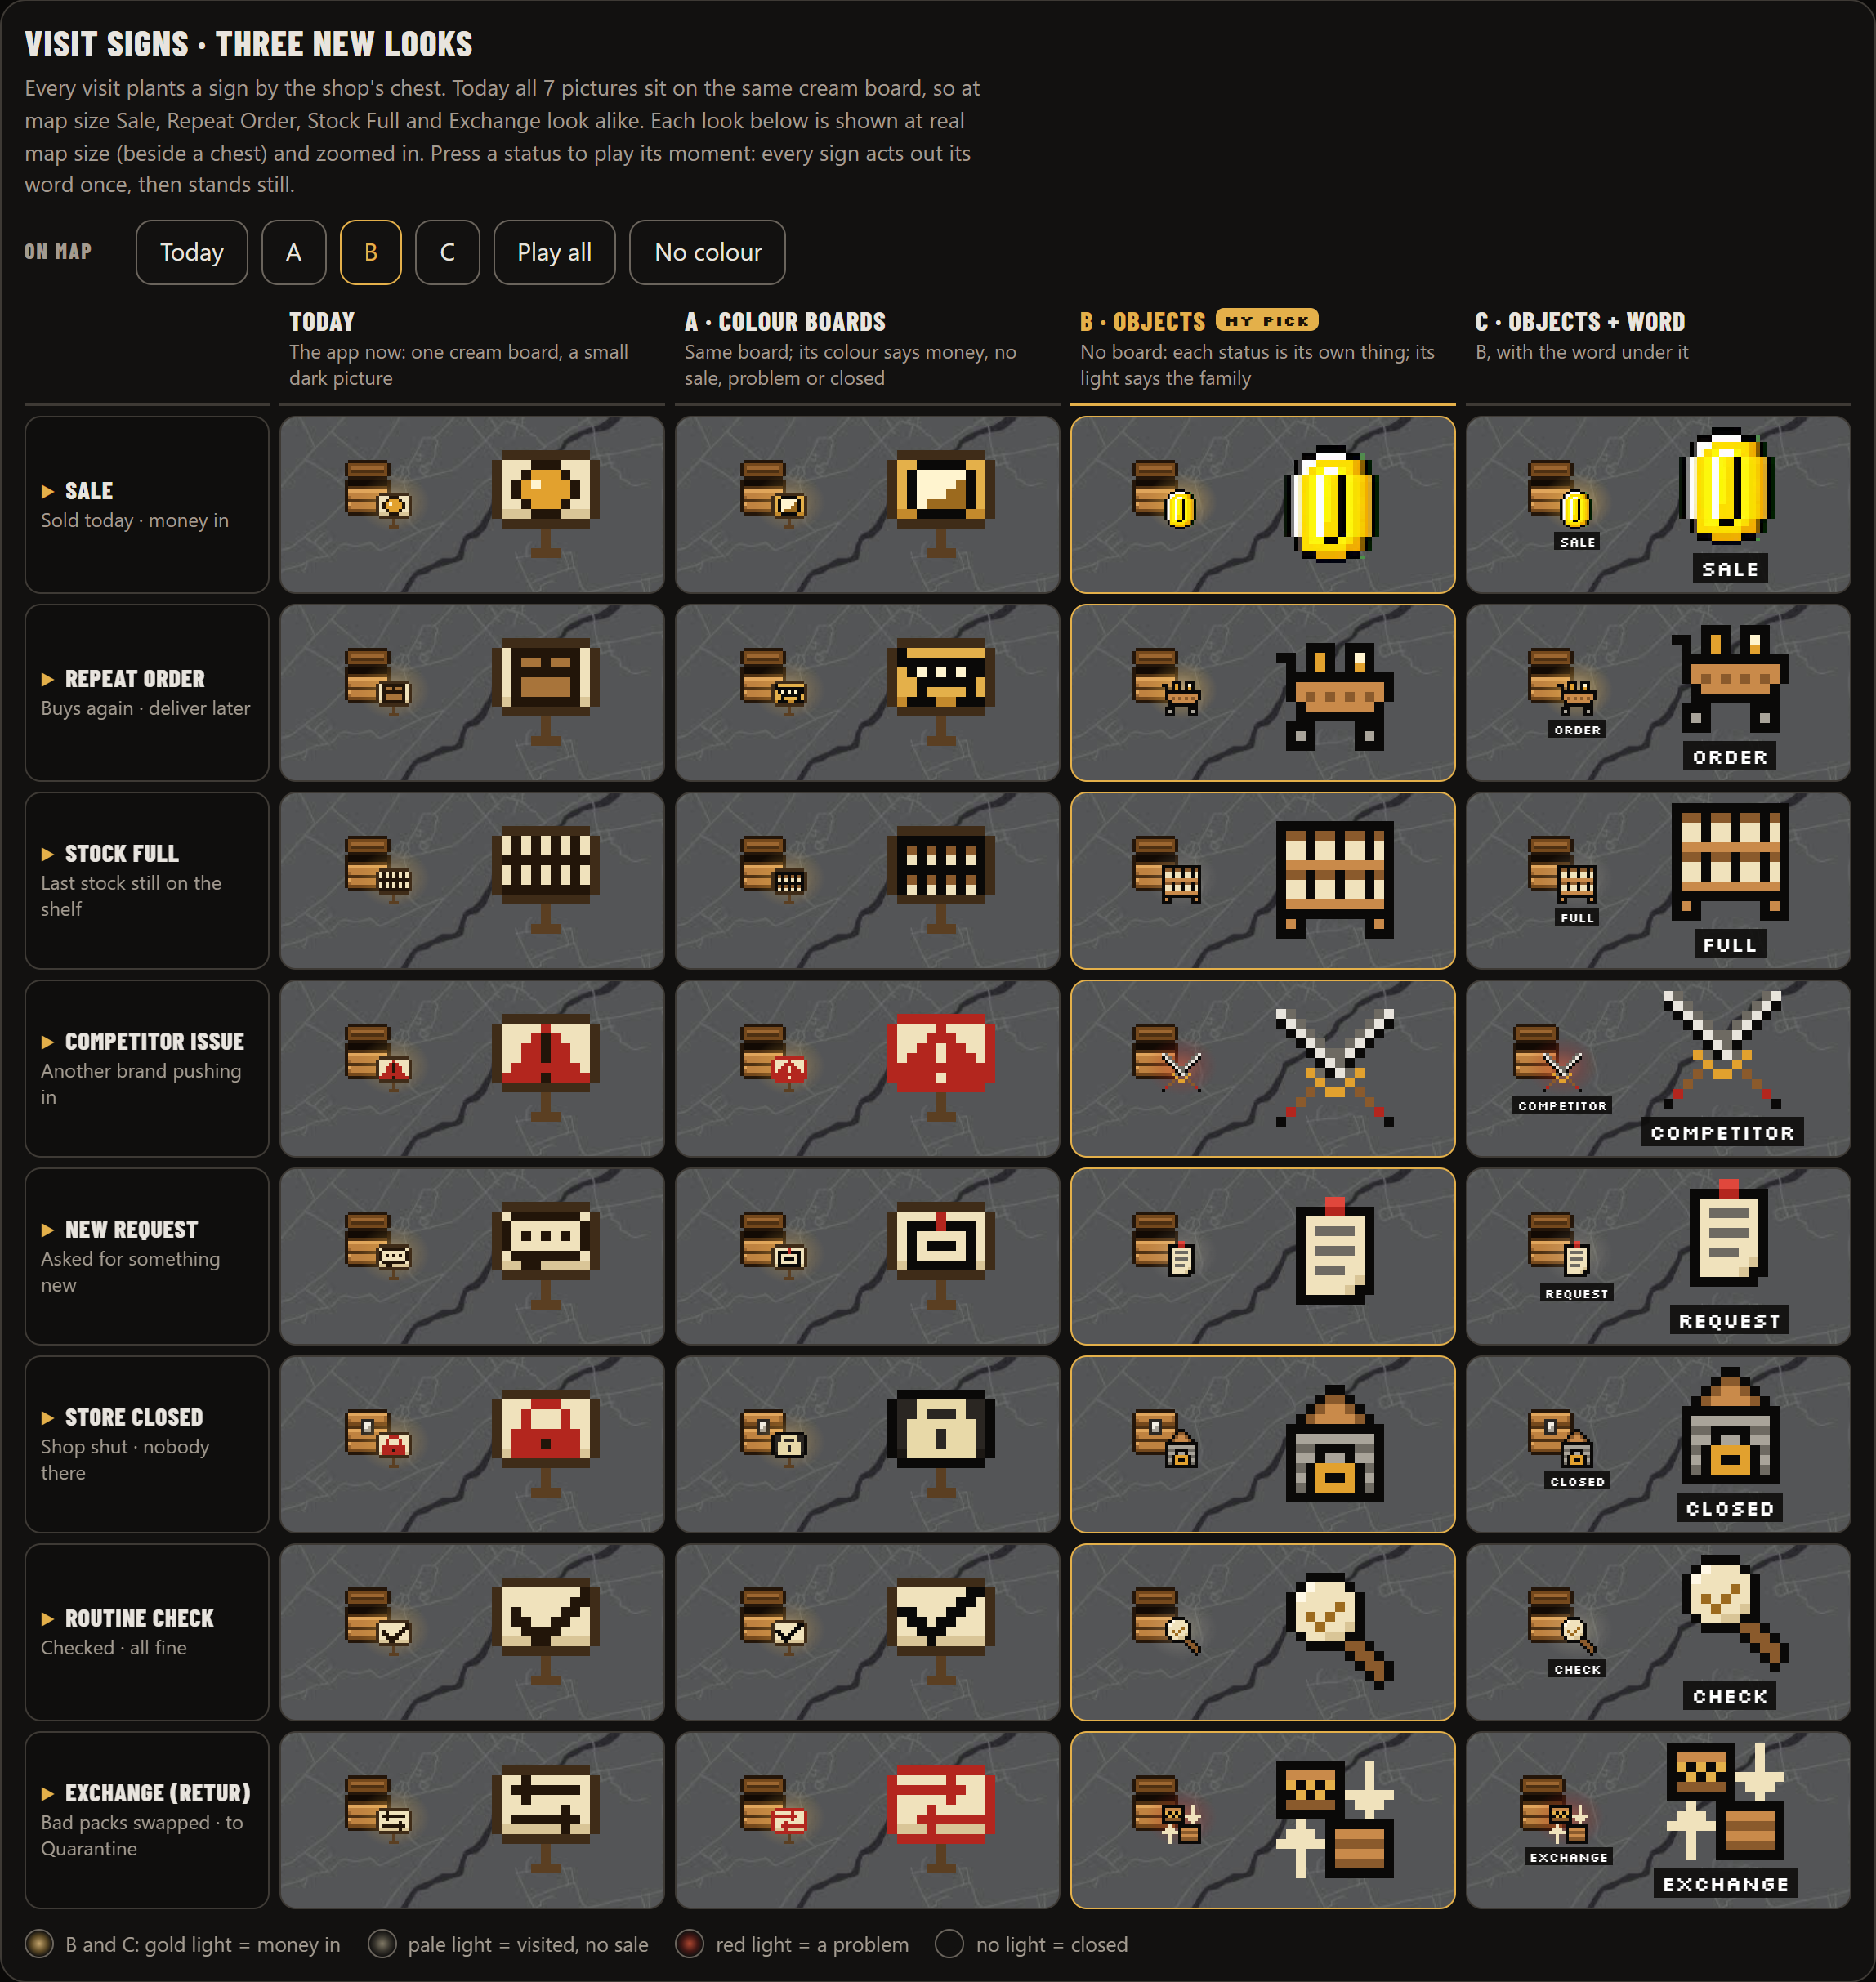 VISIT SIGNS · THREE NEW LOOKS
Every visit plants a sign by the shop's chest. Today all 7 pictures sit on the same cream board, so at
map size Sale, Repeat Order, Stock Full and Exchange look alike. Each look below is shown at real
map size (beside a chest) and zoomed in. Press a status to play its moment: every sign acts out its
word once, then stands still.
ON MAP
Today
A
B
C
Play all
No colour
TODAY
The app now: one cream board, a small
dark picture
A · COLOUR BOARDS
Same board; its colour says money, no
sale, problem or closed
B · OBJECTS
MY PICK
No board: each status is its own thing; its
light says the family
C · OBJECTS + WORD
B, with the word under it
SALE
Sold today · money in
SALE
SALE
REPEAT ORDER
Buys again · deliver later
ORDER
ORDER
STOCK FULL
Last stock still on the
shelf
FULL
FULL
COMPETITOR ISSUE
Another brand pushing
in
COMPETITOR
COMPETITOR
NEW REQUEST
Asked for something
new
REQUEST
REQUEST
STORE CLOSED
Shop shut · nobody
there
CLOSED
CLOSED
ROUTINE CHECK
Checked · all fine
CHECK
CHECK
EXCHANGE (RETUR)
Bad packs swapped · to
Quarantine
EXCHANGE
EXCHANGE
B and C: gold light = money in
pale light = visited, no sale
red light = a problem
no light = closed